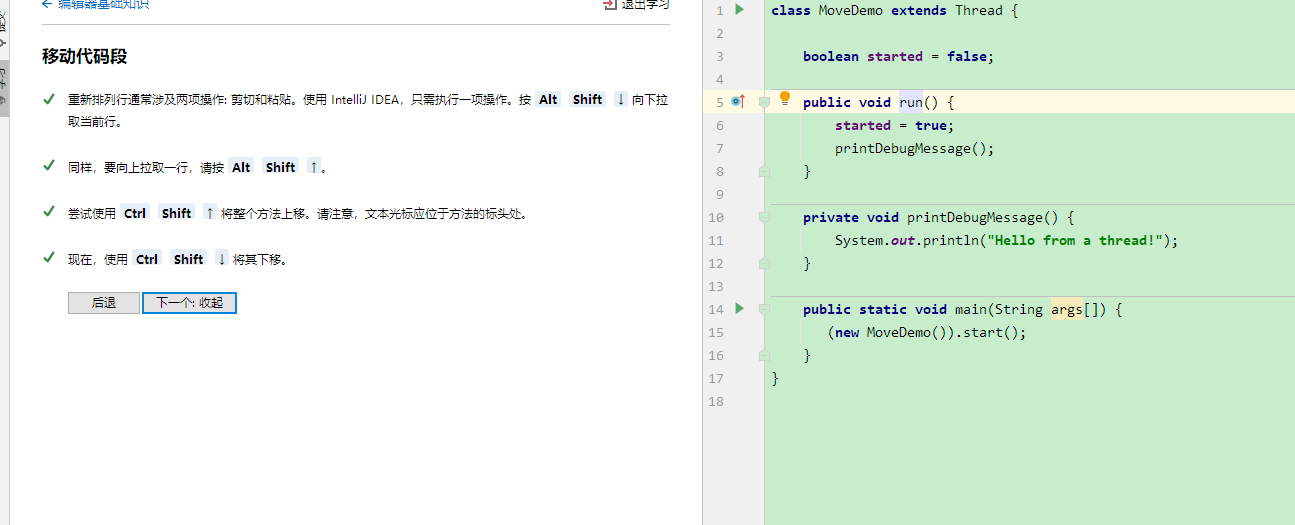 ← 编辑器基础知识
退出学习
移动代码段
重新排列行通常涉及两项操作: 剪切和粘贴。使用 IntelliJ IDEA，只需执行一项操作。按 Alt Shift ↓ 向下拉
取当前行。
同样，要向上拉取一行，请按 Alt Shift ↑。
尝试使用 Ctrl Shift ↑ 将整个方法上移。请注意，文本光标应位于方法的标头处。
现在，使用 Ctrl Shift ↓ 将其下移。
后退
下一个: 收起
1 class MoveDemo extends Thread {
2
3 boolean started = false;
4
5 public void run() {
6 started = true;
7 printDebugMessage();
8 }
9
10 private void printDebugMessage() {
11 System.out.println("Hello from a thread!");
12 }
13
14 public static void main(String args[]) {
15 (new MoveDemo()).start();
16 }
17 }
18